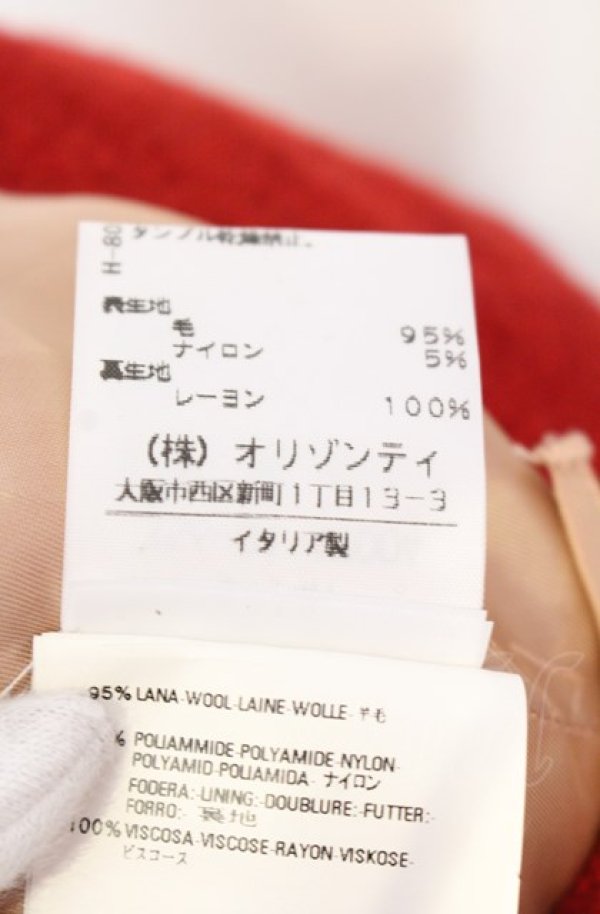 H-80
タンブル乾燥禁止。
表生地
毛 95%
ナイロン 5%
裏生地
レーヨン 100%
(株)オリゾンティ
大阪市西区新町1丁目13-3
イタリア製
95% LANA-WOOL-LAINE-WOLLE-羊毛
% POLIAMMIDE-POLYAMIDE-NYLON-
POLYAMID-POLIAMIDA- ナイロン
FODERA:-LINING:-DOUBLURE:-FUTTER:-
FORRO:- 裏地
100% VISCOSA-VISCOSE-RAYON-VISKOSE-
ビスコース